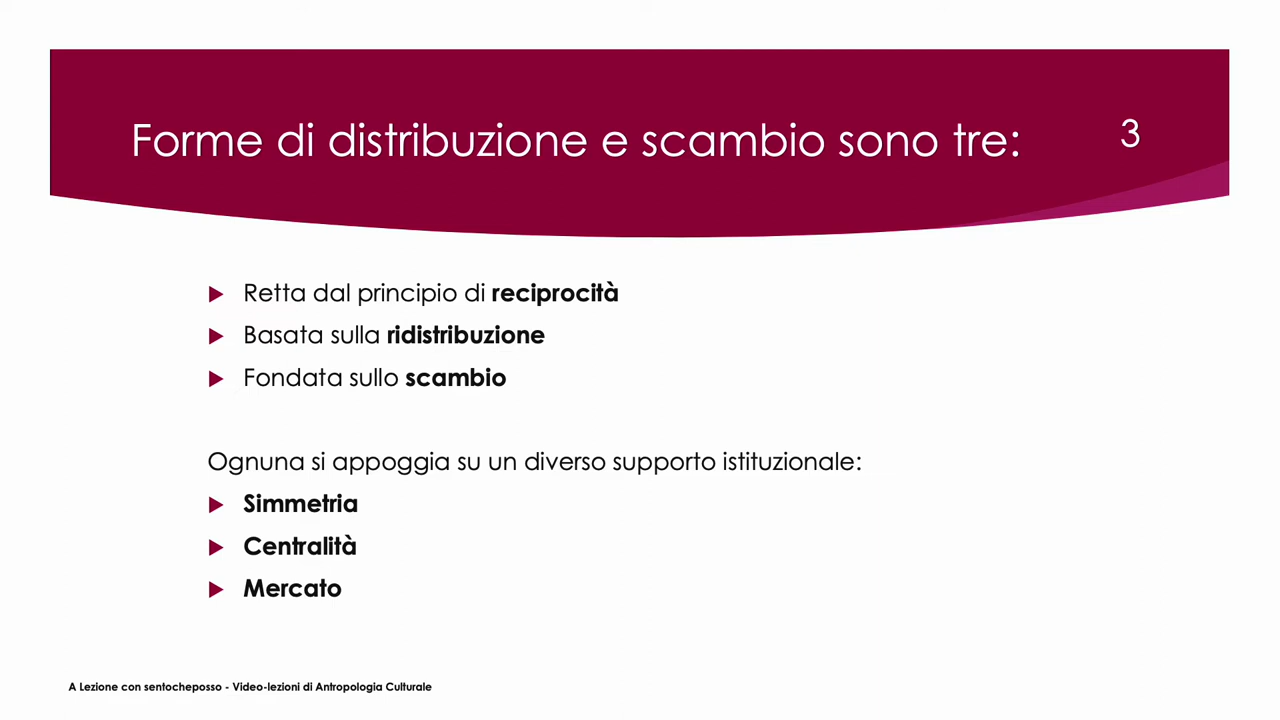 Forme di distribuzione e scambio sono tre:
3
Retta dal principio di reciprocità
Basata sulla ridistribuzione
Fondata sullo scambio
Ognuna si appoggia su un diverso supporto istituzionale:
Simmetria
Centralità
Mercato
A Lezione con sentocheposso - Video-lezioni di Antropologia Culturale